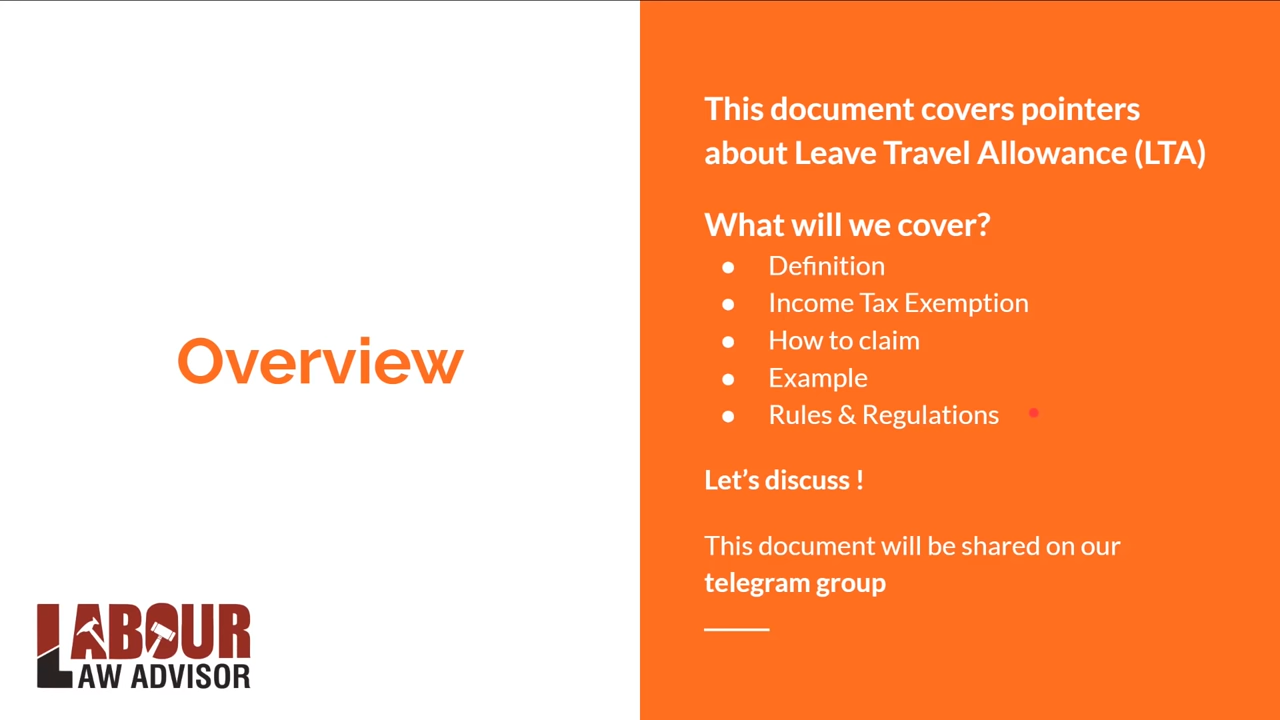 Overview
This document covers pointers
about Leave Travel Allowance (LTA)
What will we cover?
● Definition
● Income Tax Exemption
● How to claim
● Example
● Rules & Regulations
Let’s discuss !
This document will be shared on our
telegram group
LABOUR
LAW ADVISOR